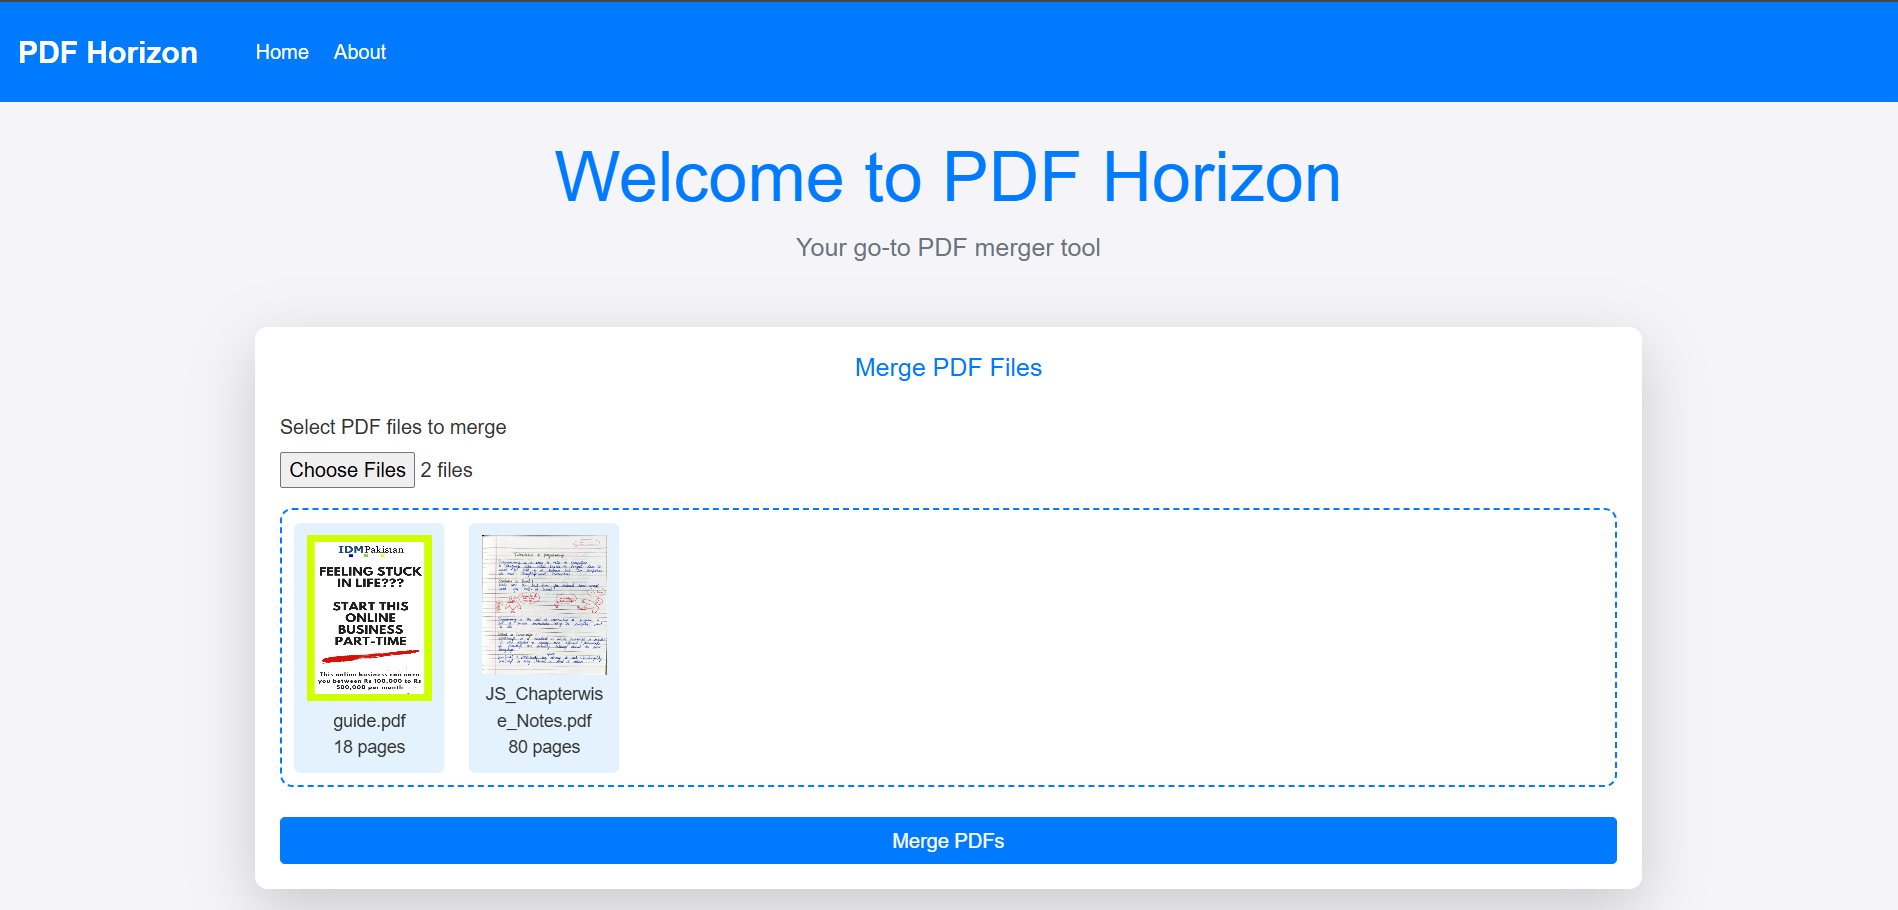 PDF Horizon
Home About
Welcome to PDF Horizon
Your go-to PDF merger tool
Merge PDF Files
Select PDF files to merge
Choose Files 2 files
IDMPakistan
FEELING STUCK
IN LIFE???
START THIS
ONLINE
BUSINESS
PART-TIME
This online business can earn
you between Rs 100,000 to Rs
500,000 per month
guide.pdf
18 pages
JS_Chapterwis
e_Notes.pdf
80 pages
Merge PDFs